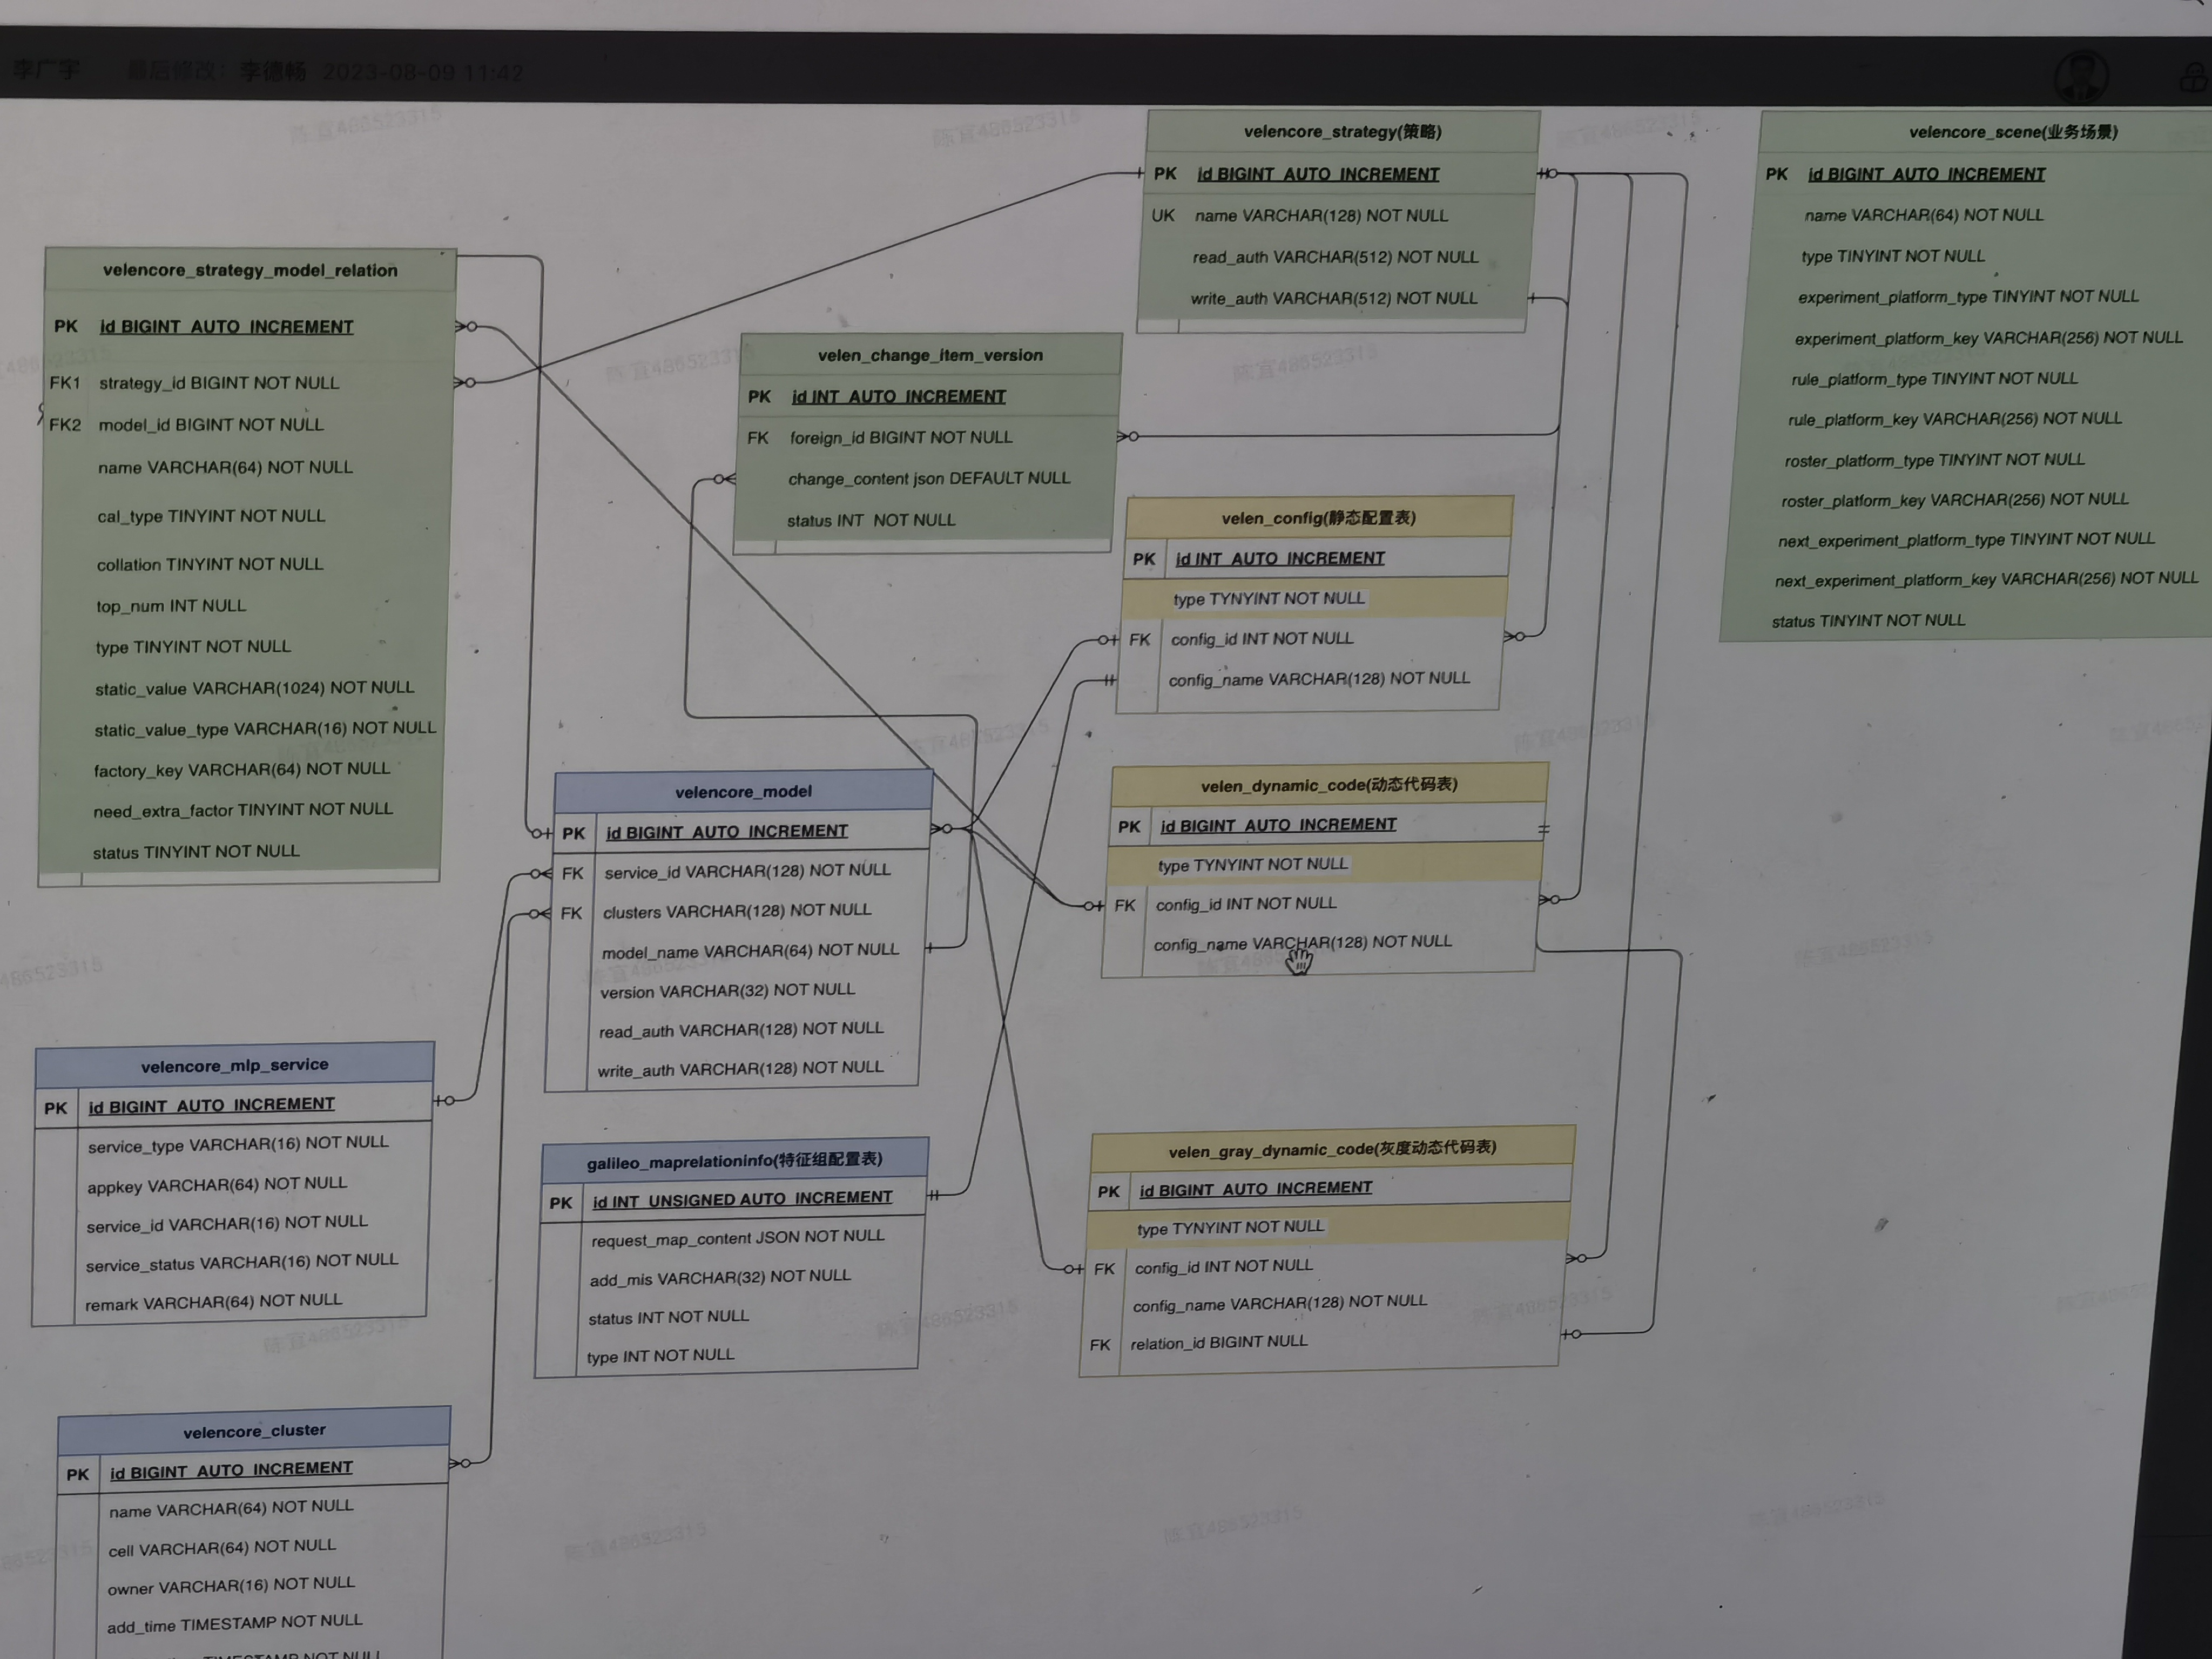 李广宇 最后修改：李德畅 2023-08-09 11:42
velencore_strategy_model_relation
PK id BIGINT AUTO_INCREMENT
FK1 strategy_id BIGINT NOT NULL
FK2 model_id BIGINT NOT NULL
name VARCHAR(64) NOT NULL
cal_type TINYINT NOT NULL
collation TINYINT NOT NULL
top_num INT NULL
type TINYINT NOT NULL
static_value VARCHAR(1024) NOT NULL
static_value_type VARCHAR(16) NOT NULL
factory_key VARCHAR(64) NOT NULL
need_extra_factor TINYINT NOT NULL
status TINYINT NOT NULL
velencore_strategy(策略)
PK id BIGINT AUTO_INCREMENT
UK name VARCHAR(128) NOT NULL
read_auth VARCHAR(512) NOT NULL
write_auth VARCHAR(512) NOT NULL
velencore_scene(业务场景)
PK id BIGINT AUTO_INCREMENT
name VARCHAR(64) NOT NULL
type TINYINT NOT NULL
experiment_platform_type TINYINT NOT NULL
experiment_platform_key VARCHAR(256) NOT NULL
rule_platform_type TINYINT NOT NULL
rule_platform_key VARCHAR(256) NOT NULL
roster_platform_type TINYINT NOT NULL
roster_platform_key VARCHAR(256) NOT NULL
next_experiment_platform_type TINYINT NOT NULL
next_experiment_platform_key VARCHAR(256) NOT NULL
status TINYINT NOT NULL
velen_change_item_version
PK id INT AUTO_INCREMENT
FK foreign_id BIGINT NOT NULL
change_content json DEFAULT NULL
status INT NOT NULL
velen_config(静态配置表)
PK id INT AUTO_INCREMENT
type TYNYINT NOT NULL
FK config_id INT NOT NULL
config_name VARCHAR(128) NOT NULL
velencore_model
PK id BIGINT AUTO_INCREMENT
FK service_id VARCHAR(128) NOT NULL
FK clusters VARCHAR(128) NOT NULL
model_name VARCHAR(64) NOT NULL
version VARCHAR(32) NOT NULL
read_auth VARCHAR(128) NOT NULL
write_auth VARCHAR(128) NOT NULL
velen_dynamic_code(动态代码表)
PK id BIGINT AUTO_INCREMENT
type TYNYINT NOT NULL
FK config_id INT NOT NULL
config_name VARCHAR(128) NOT NULL
velencore_mlp_service
PK id BIGINT AUTO_INCREMENT
service_type VARCHAR(16) NOT NULL
appkey VARCHAR(64) NOT NULL
service_id VARCHAR(16) NOT NULL
service_status VARCHAR(16) NOT NULL
remark VARCHAR(64) NOT NULL
galileo_maprelationinfo(特征组配置表)
PK id INT UNSIGNED AUTO_INCREMENT
request_map_content JSON NOT NULL
add_mis VARCHAR(32) NOT NULL
status INT NOT NULL
type INT NOT NULL
velen_gray_dynamic_code(灰度动态代码表)
PK id BIGINT AUTO_INCREMENT
type TYNYINT NOT NULL
FK config_id INT NOT NULL
config_name VARCHAR(128) NOT NULL
FK relation_id BIGINT NULL
velencore_cluster
PK id BIGINT AUTO_INCREMENT
name VARCHAR(64) NOT NULL
cell VARCHAR(64) NOT NULL
owner VARCHAR(16) NOT NULL
add_time TIMESTAMP NOT NULL
TIMESTAMP NOT NULL